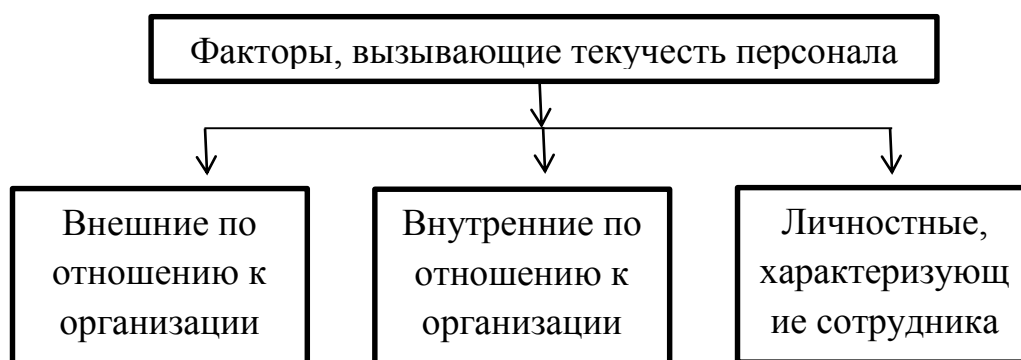 Факторы, вызывающие текучесть персонала
Внешние по
отношению к
организации
Внутренние по
отношению к
организации
Личностные,
характеризующ
ие сотрудника